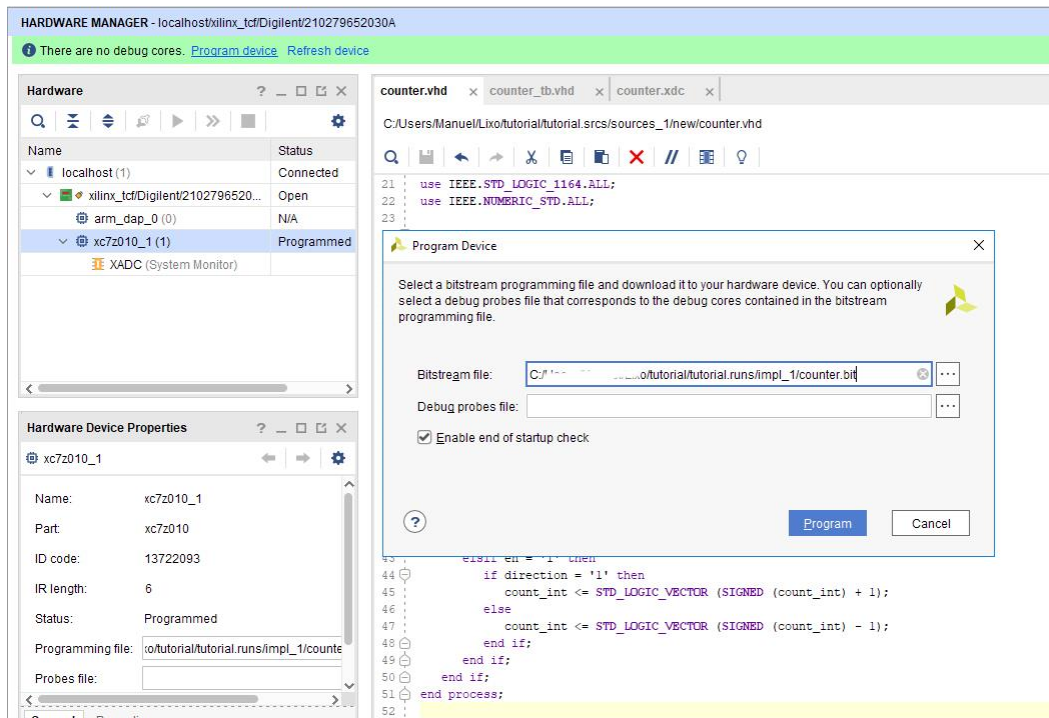 HARDWARE MANAGER - localhost/xilinx_tcf/Digilent/210279652030A
There are no debug cores. Program device Refresh device
Hardware
Name Status
localhost (1) Connected
xilinx_tcf/Digilent/2102796520... Open
arm_dap_0 (0) N/A
xc7z010_1 (1) Programmed
XADC (System Monitor)
Hardware Device Properties
xc7z010_1
Name: xc7z010_1
Part: xc7z010
ID code: 13722093
IR length: 6
Status: Programmed
Programming file: :o/tutorial/tutorial.runs/impl_1/counte
Probes file:
counter.vhd counter_tb.vhd counter.xdc
C:/Users/Manuel/Lixo/tutorial/tutorial.srcs/sources_1/new/counter.vhd
21 use IEEE.STD_LOGIC_1164.ALL;
22 use IEEE.NUMERIC_STD.ALL;
23
Program Device
Select a bitstream programming file and download it to your hardware device. You can optionally
select a debug probes file that corresponds to the debug cores contained in the bitstream
programming file.
Bitstream file: C:/ o/tutorial/tutorial.runs/impl_1/counter.bit
Debug probes file:
Enable end of startup check
Program Cancel
43 elsif en = '1' then
44 if direction = '1' then
45 count_int <= STD_LOGIC_VECTOR (SIGNED (count_int) + 1);
46 else
47 count_int <= STD_LOGIC_VECTOR (SIGNED (count_int) - 1);
48 end if;
49 end if;
50 end if;
51 end process;
52